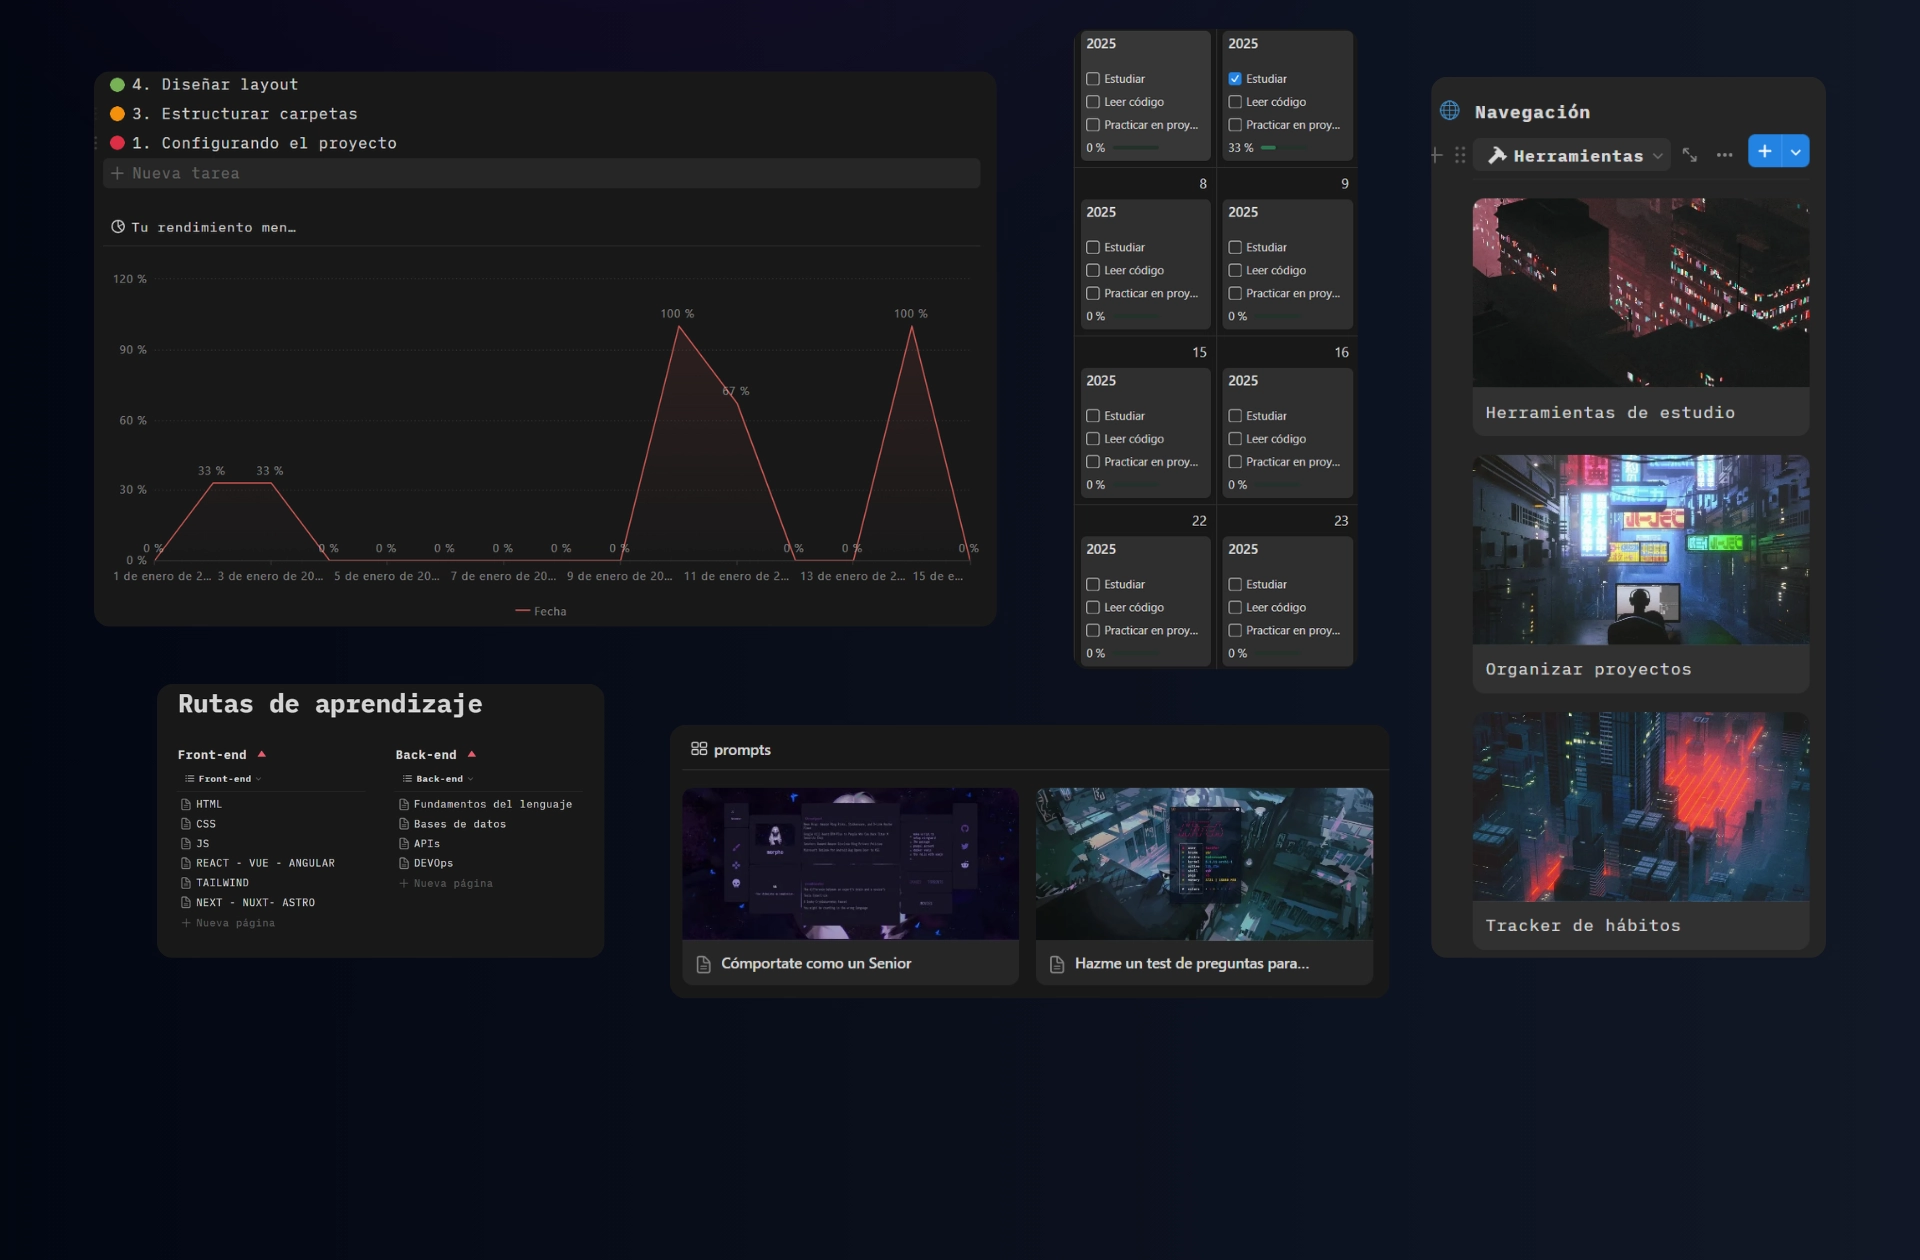 4. Diseñar layout
3. Estructurar carpetas
1. Configurando el proyecto
+ Nueva tarea
Tu rendimiento men…
120 %
90 %
60 %
30 %
0 %
0 %
33 %
33 %
0 %
0 %
0 %
0 %
0 %
0 %
100 %
67 %
0 %
0 %
100 %
0 %
1 de enero de 2...
3 de enero de 20...
5 de enero de 20...
7 de enero de 20...
9 de enero de 20...
11 de enero de 2...
13 de enero de 2...
15 de e...
Fecha
2025
Estudiar
Leer código
Practicar en proy...
0 %
2025
Estudiar
Leer código
Practicar en proy...
33 %
8
2025
Estudiar
Leer código
Practicar en proy...
0 %
9
2025
Estudiar
Leer código
Practicar en proy...
0 %
15
2025
Estudiar
Leer código
Practicar en proy...
0 %
16
2025
Estudiar
Leer código
Practicar en proy...
0 %
22
2025
Estudiar
Leer código
Practicar en proy...
0 %
23
2025
Estudiar
Leer código
Practicar en proy...
0 %
Navegación
Herramientas
Herramientas de estudio
Organizar proyectos
Tracker de hábitos
Rutas de aprendizaje
Front-end
Front-end
HTML
CSS
JS
REACT - VUE - ANGULAR
TAILWIND
NEXT - NUXT- ASTRO
+ Nueva página
Back-end
Back-end
Fundamentos del lenguaje
Bases de datos
APIs
DEVOps
+ Nueva página
prompts
Cómportate como un Senior
Hazme un test de preguntas para...